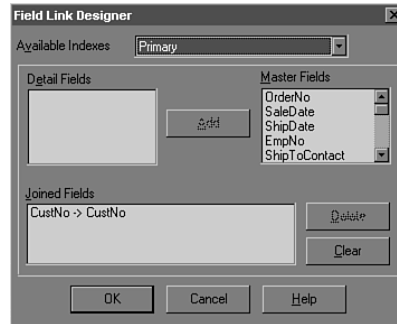 Field Link Designer
Available Indexes
Primary
Detail Fields
Master Fields
Add
OrderNo
SaleDate
ShipDate
EmpNo
ShipToContact
Joined Fields
CustNo -> CustNo
Delete
Clear
OK
Cancel
Help